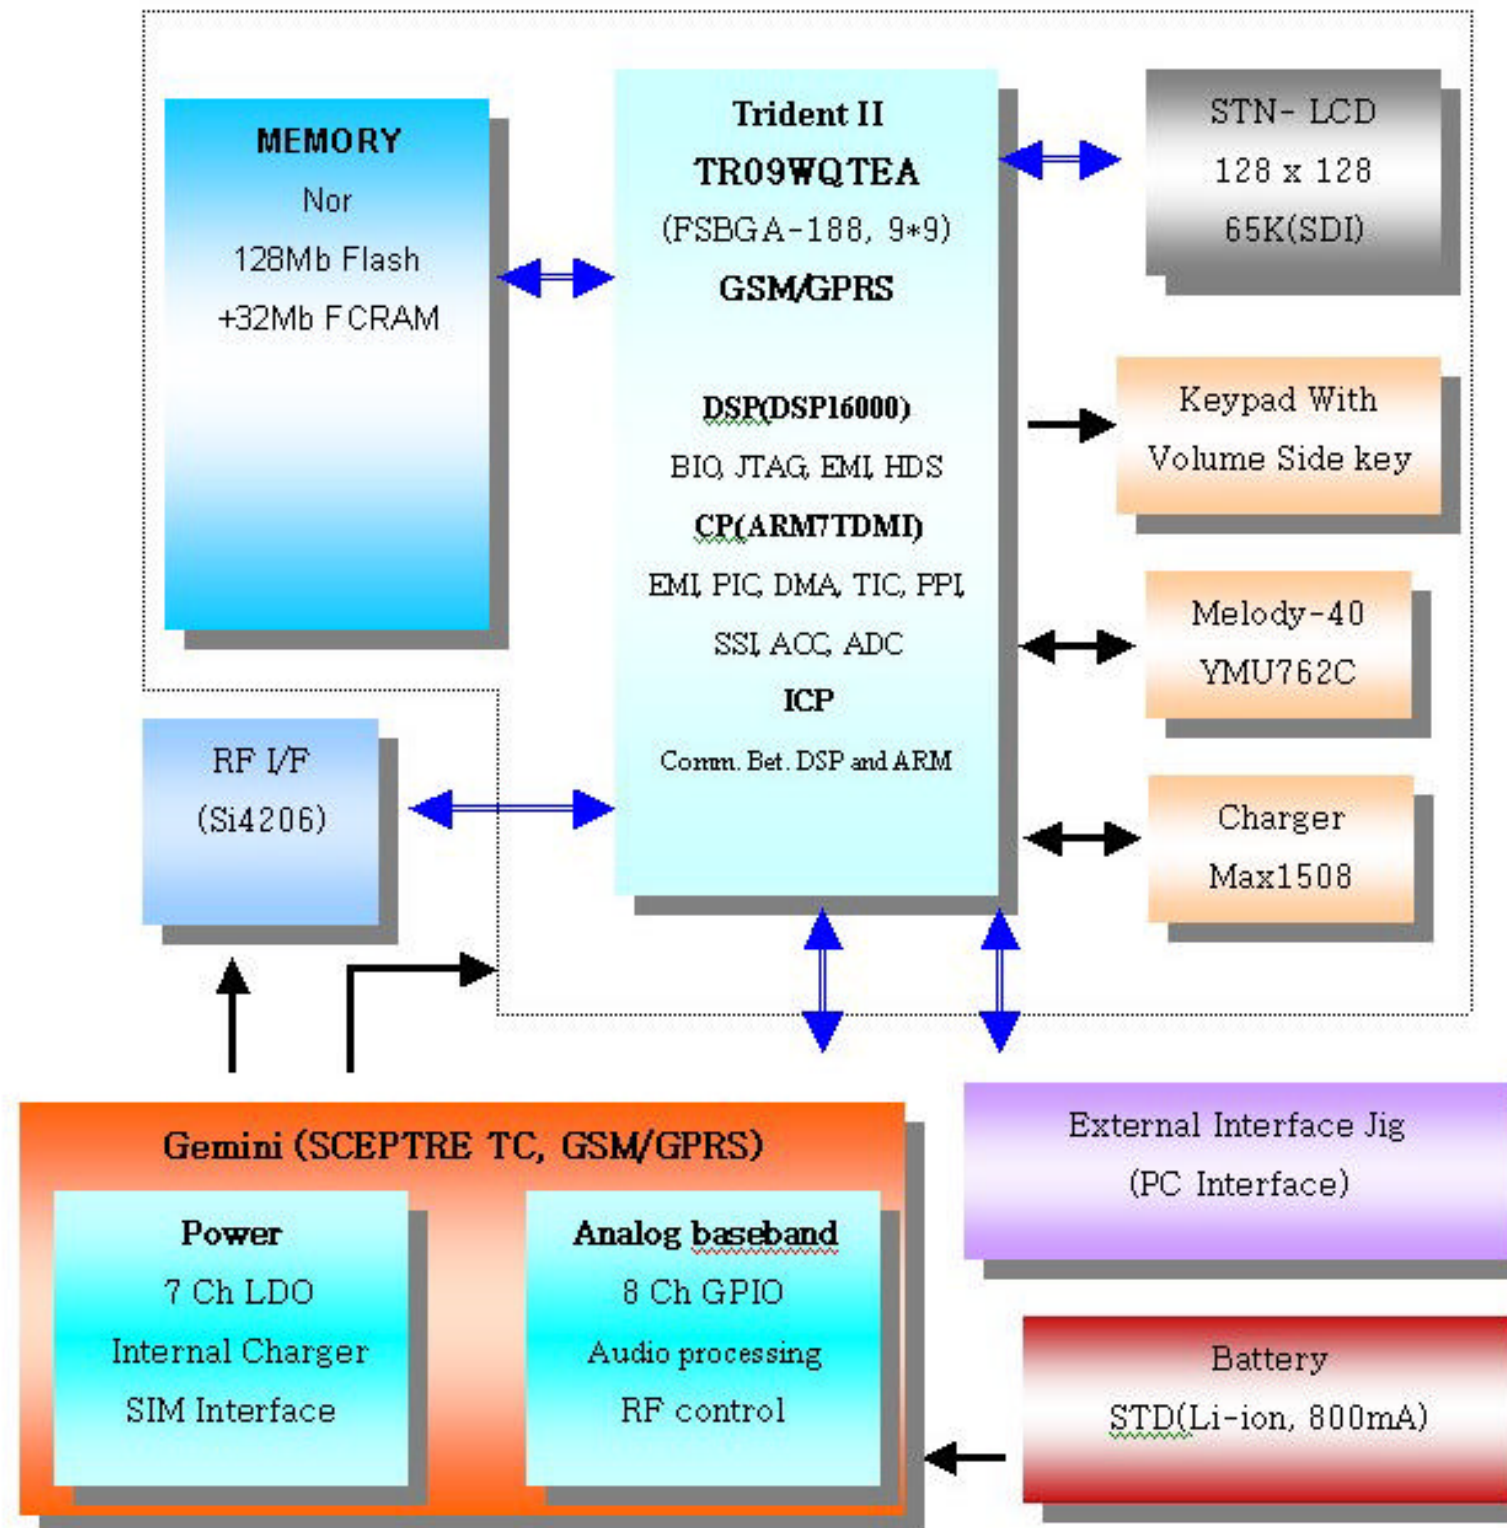 MEMORY
Nor
128Mb Flash
+32Mb FCRAM
Trident II
TR09WQTEA
(FSBGA-188, 9*9)
GSM/GPRS
DSP(DSP16000)
BIO, JTAG, EMI, HDS
CP(ARM7TDMI)
EMI, PIC, DMA, TIC, PPI,
SSI, ACC, ADC
ICP
Comm. Bet. DSP and ARM
STN- LCD
128 x 128
65K(SDI)
Keypad With
Volume Side key
Melody-40
YMU762C
Charger
Max1508
RF I/F
(Si4206)
Gemini (SCEPTRE TC, GSM/GPRS)
Power
7 Ch LDO
Internal Charger
SIM Interface
Analog baseband
8 Ch GPIO
Audio processing
RF control
External Interface Jig
(PC Interface)
Battery
STD(Li-ion, 800mA)